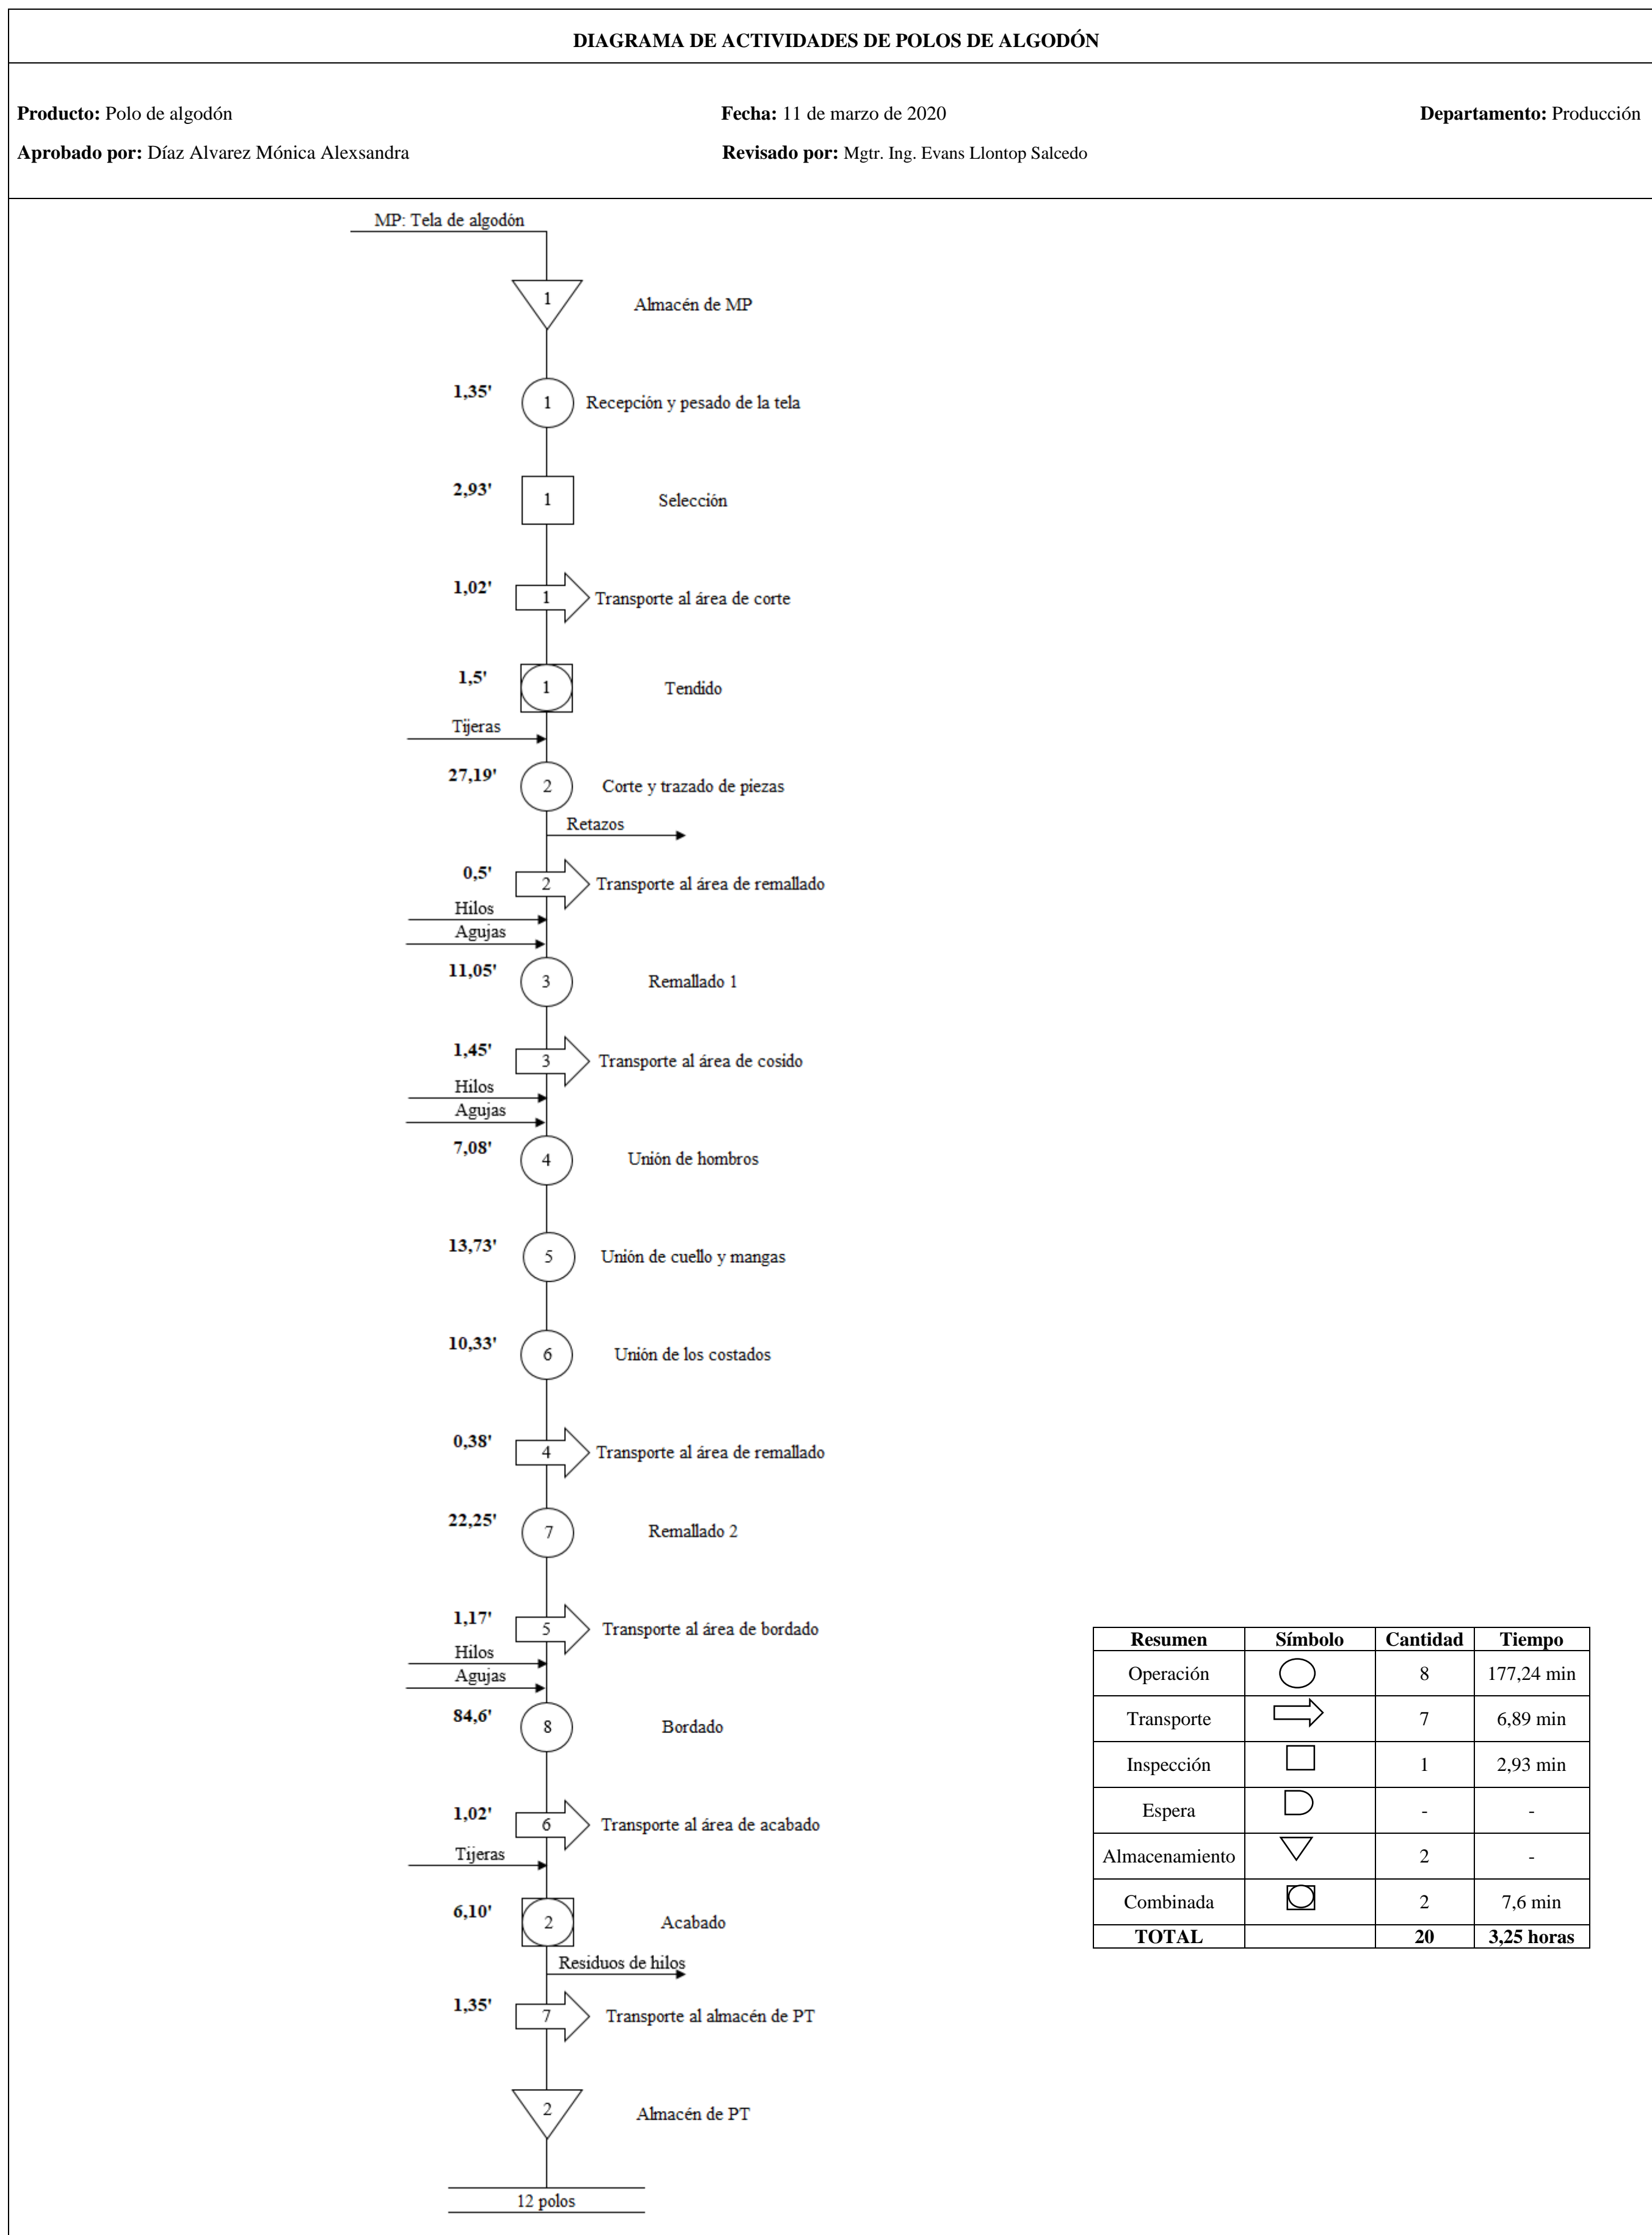 DIAGRAMA DE ACTIVIDADES DE POLOS DE ALGODÓN
Producto: Polo de algodón Fecha: 11 de marzo de 2020 Departamento: Producción
Aprobado por: Díaz Alvarez Mónica Alexsandra Revisado por: Mgtr. Ing. Evans Llontop Salcedo
MP: Tela de algodón
1 Almacén de MP
1,35' 1 Recepción y pesado de la tela
2,93' 1 Selección
1,02' 1 Transporte al área de corte
1,5' 1 Tendido
Tijeras
27,19' 2 Corte y trazado de piezas
Retazos
0,5' 2 Transporte al área de remallado
Hilos
Agujas
11,05' 3 Remallado 1
1,45' 3 Transporte al área de cosido
Hilos
Agujas
7,08' 4 Unión de hombros
13,73' 5 Unión de cuello y mangas
10,33' 6 Unión de los costados
0,38' 4 Transporte al área de remallado
22,25' 7 Remallado 2
1,17' 5 Transporte al área de bordado
Hilos
Agujas
84,6' 8 Bordado
1,02' 6 Transporte al área de acabado
Tijeras
6,10' 2 Acabado
Residuos de hilos
1,35' 7 Transporte al almacén de PT
2 Almacén de PT
12 polos
Resumen Símbolo Cantidad Tiempo
Operación 8 177,24 min
Transporte 7 6,89 min
Inspección 1 2,93 min
Espera - -
Almacenamiento 2 -
Combinada 2 7,6 min
TOTAL 20 3,25 horas